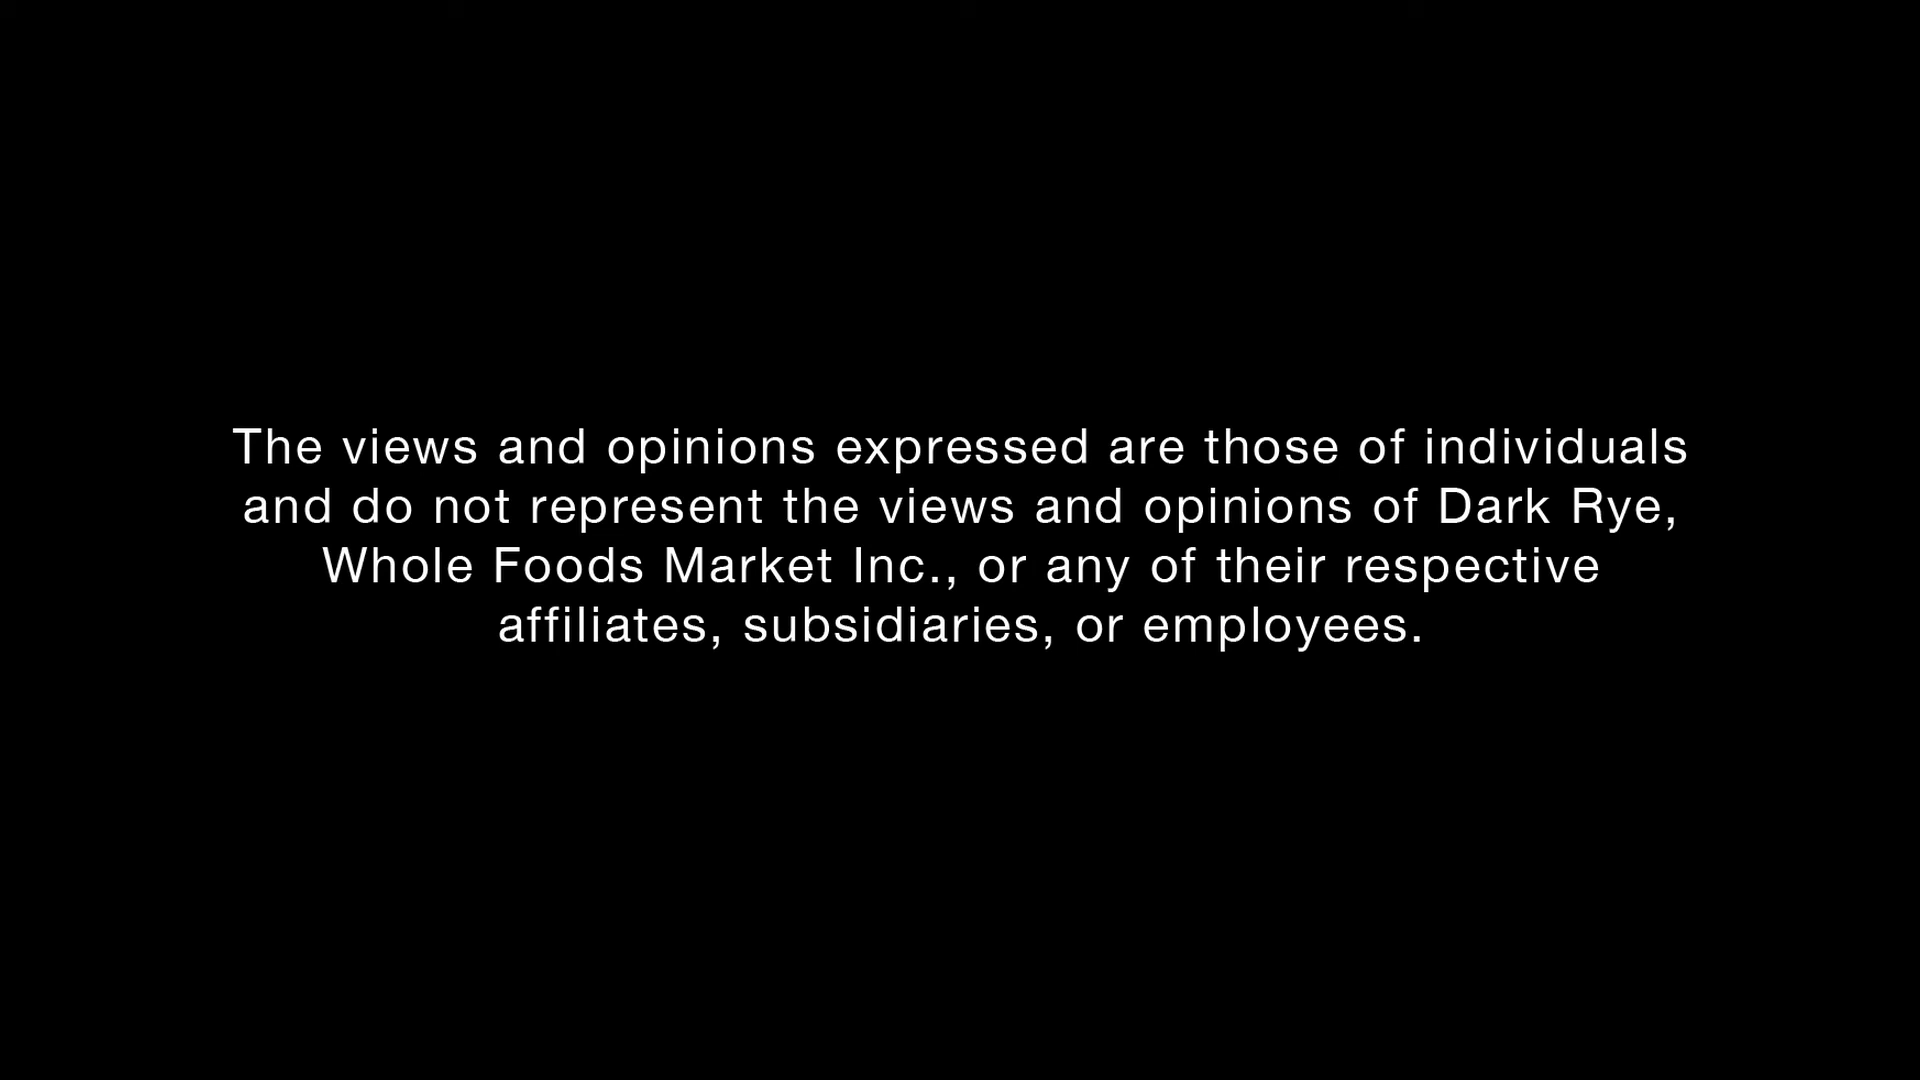 The views and opinions expressed are those of individuals
and do not represent the views and opinions of Dark Rye,
Whole Foods Market Inc., or any of their respective
affiliates, subsidiaries, or employees.